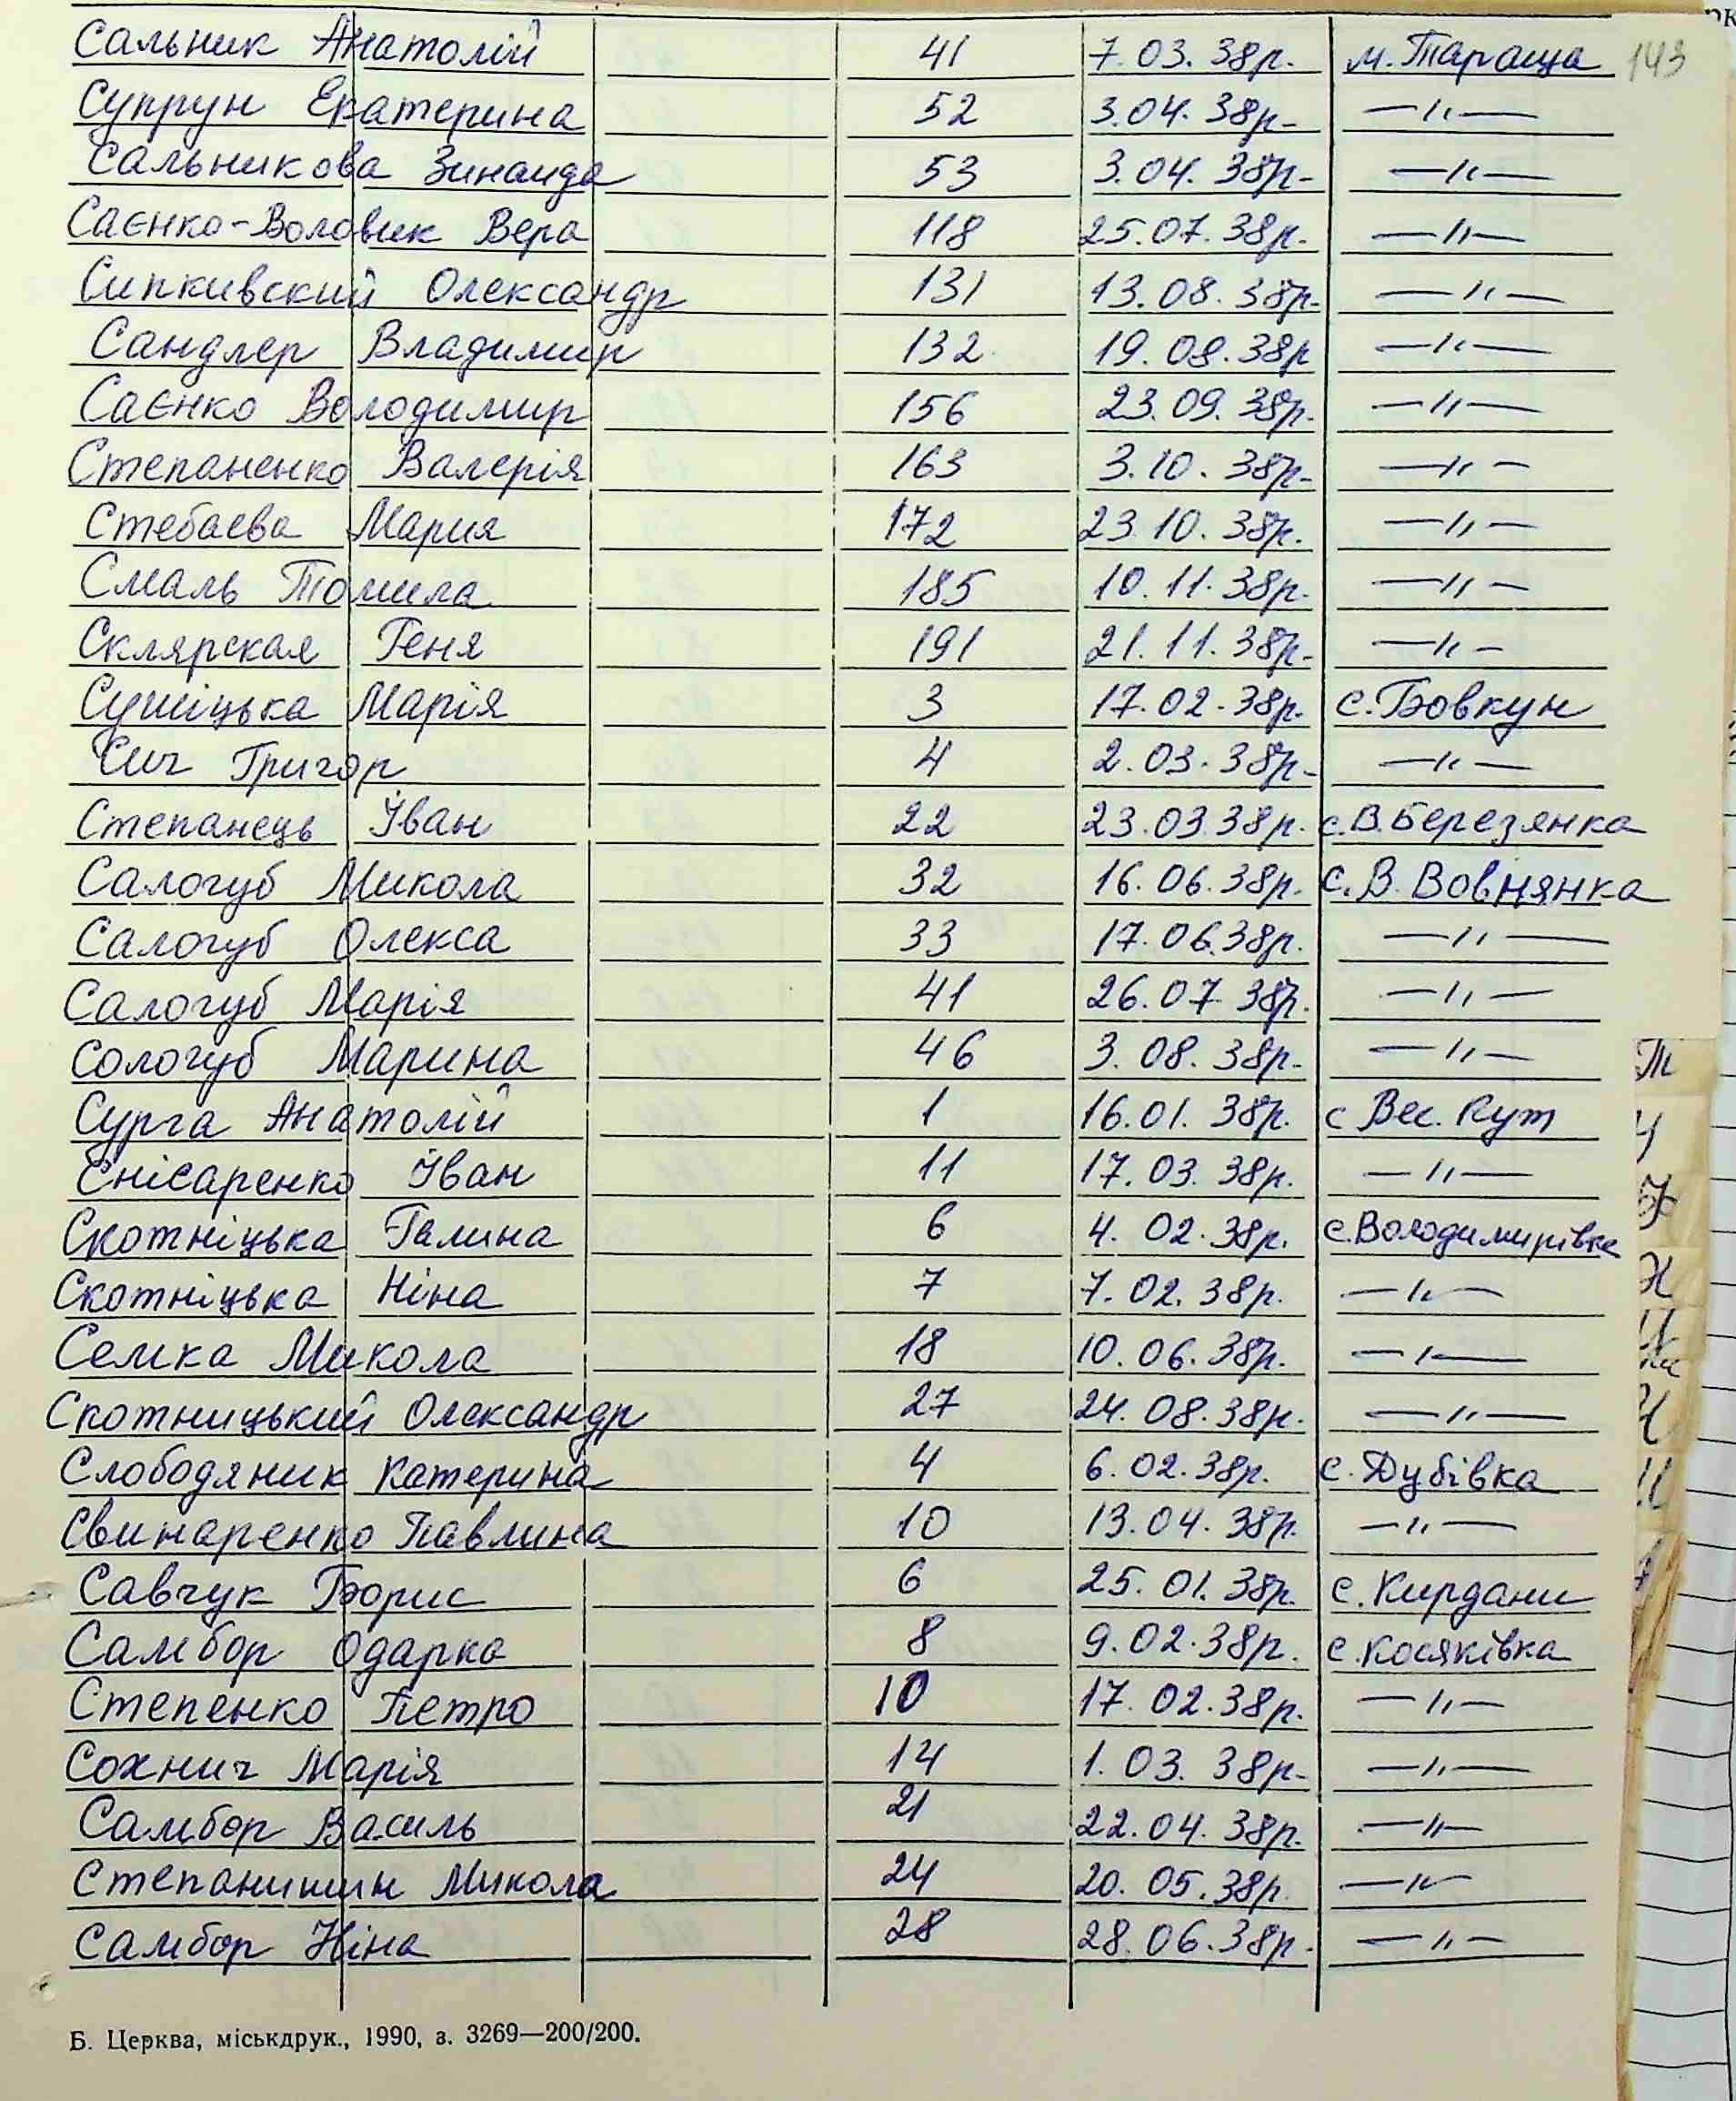 Сальник Анатолій 41 7.03.38р. м. Тараща 143
Супрун Екатерина 52 3.04.38р. —"—
Сальникова Зинаида 53 3.04.38р. —"—
Саєнко-Воловик Вера 118 25.07.38р. —"—
Сипкивский Олександр 131 13.08.38р. —"—
Сандлер Владимир 132 19.08.38р —"—
Саєнко Володимир 156 23.09.38р. —"—
Степаненко Валерія 163 3.10.38р. —"—
Стебаева Мария 172 23.10.38р. —"—
Смаль Томила 185 10.11.38р. —"—
Склярская Геня 191 21.11.38р. —"—
Сушіцька Марія 3 17.02.38р. с. Бовкун
Сич Григор 4 2.03.38р. —"—
Степанець Іван 22 23.03.38р. с. В. Березянка
Салогуб Микола 32 16.06.38р. с. В. Вовнянка
Салогуб Олекса 33 17.06.38р. —"—
Салогуб Марія 41 26.07.38р. —"—
Сологуб Марина 46 3.08.38р. —"—
Сурга Анатолій 1 16.01.38р. с Вес. Кут
Снісаренко Іван 11 17.03.38р. —"—
Скотніцька Галина 6 4.02.38р. с. Володимирівка
Скотніцька Ніна 7 7.02.38р. —"—
Семка Микола 18 10.06.38р. —"—
Скотницький Олександр 27 24.08.38р. —"—
Слободяник Катерина 4 6.02.38р. с. Дубівка
Свинаренко Павлина 10 13.04.38р. —"—
Савчук Борис 6 25.01.38р. с. Кирдани
Самбор Одарка 8 9.02.38р. с. Косяківка
Степенко Петро 10 17.02.38р. —"—
Сохнич Марія 14 1.03.38р. —"—
Самбор Василь 21 22.04.38р. —"—
Степанишин Микола 24 20.05.38р. —"—
Самбор Ніна 28 28.06.38р. —"—
Б. Церква, міськдрук., 1990, з. 3269—200/200.